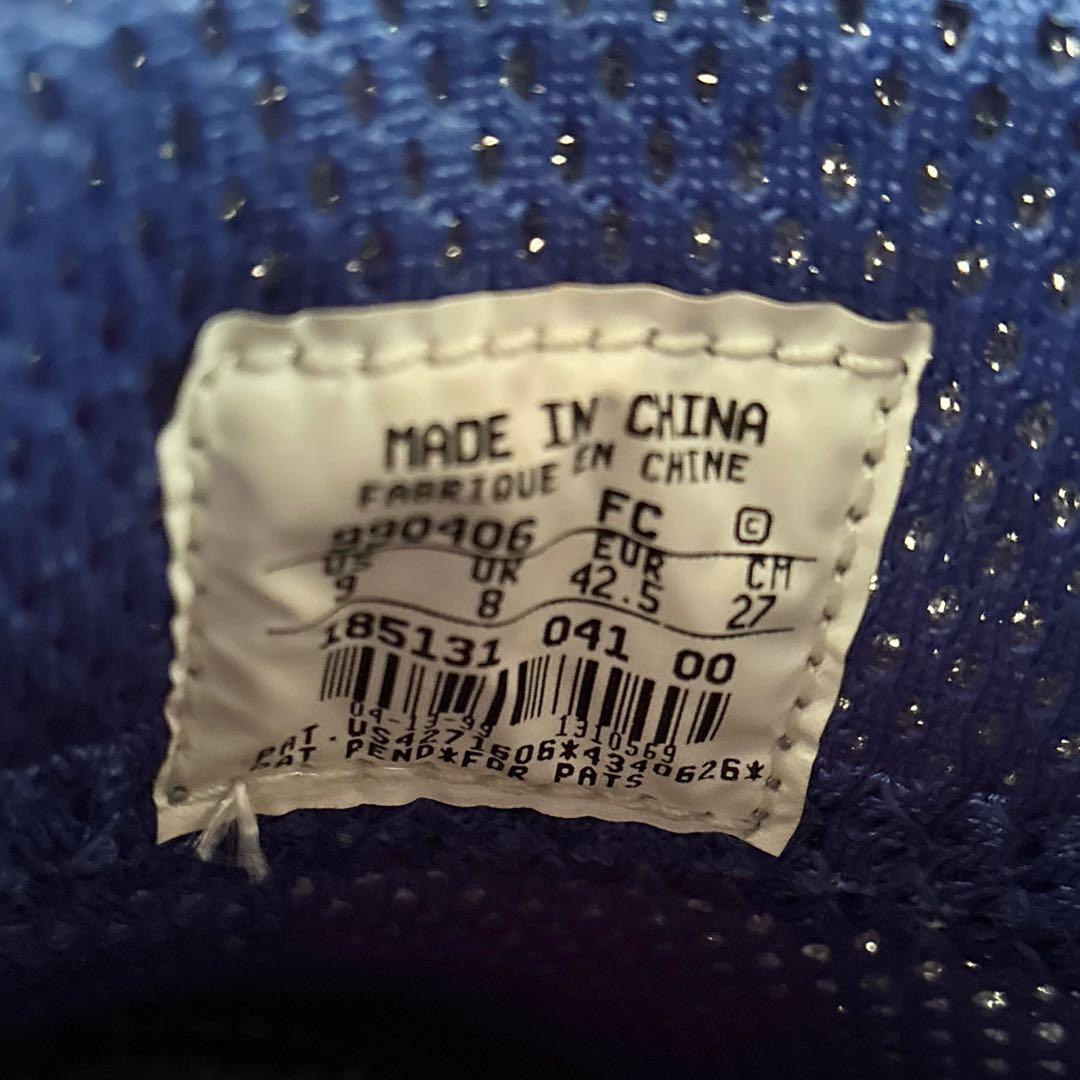 MADE IN CHINA
FABRIQUE EN CHINE
990406 FC ©
US UK EUR CM
9 8 42.5 27
185131 041 00
04-13-99 1310569
PAT. US4271606*4340626*
PAT PEND*FOR PATS